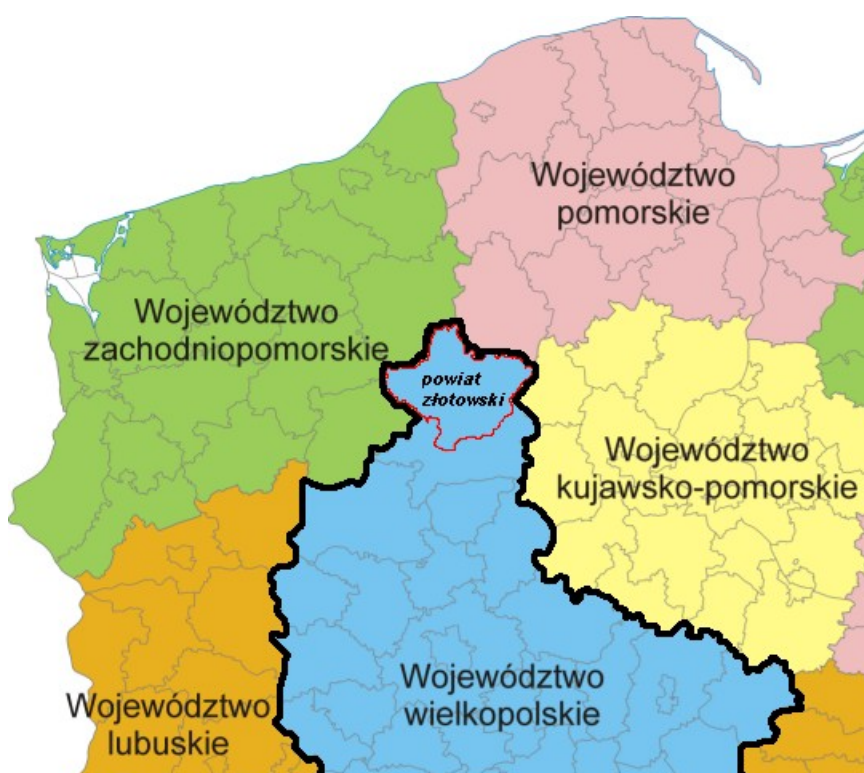 Województwo
pomorskie
Województwo
zachodniopomorskie
powiat
złotowski
Województwo
kujawsko-pomorskie
Województwo
wielkopolskie
Województwo
lubuskie